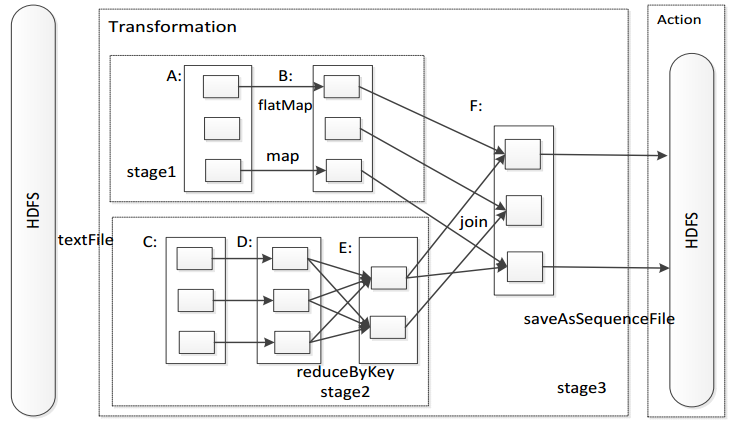 Transformation
Action
HDFS
textFile
A:
B:
flatMap
map
stage1
C:
D:
E:
reduceByKey
stage2
F:
join
saveAsSequenceFile
stage3
HDFS